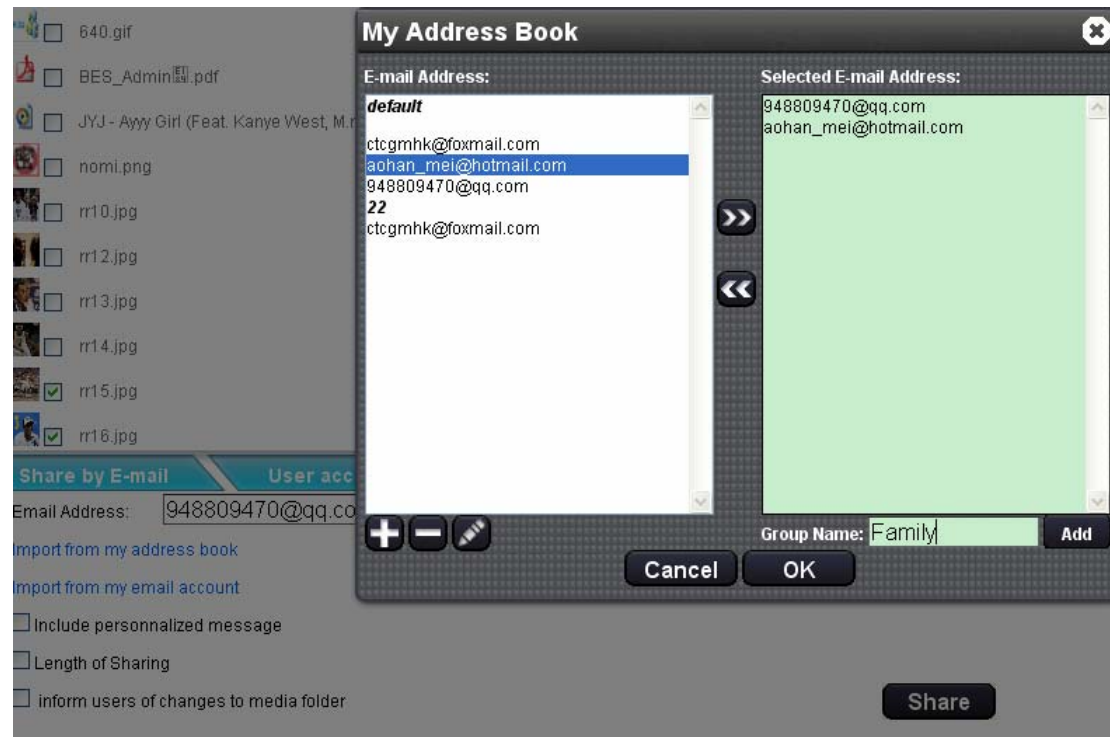 640.gif
BES_Admin.pdf
JYJ - Ayyy Girl (Feat. Kanye West, M.r
nomi.png
rr10.jpg
rr12.jpg
rr13.jpg
rr14.jpg
rr15.jpg
rr16.jpg
Share by E-mail User acc
Email Address: 948809470@qq.co
Import from my address book
Import from my email account
Include personnalized message
Length of Sharing
inform users of changes to media folder
Share
My Address Book
E-mail Address:
default
ctcgmhk@foxmail.com
aohan_mei@hotmail.com
948809470@qq.com
22
ctcgmhk@foxmail.com
Selected E-mail Address:
948809470@qq.com
aohan_mei@hotmail.com
Group Name: Family Add
Cancel OK